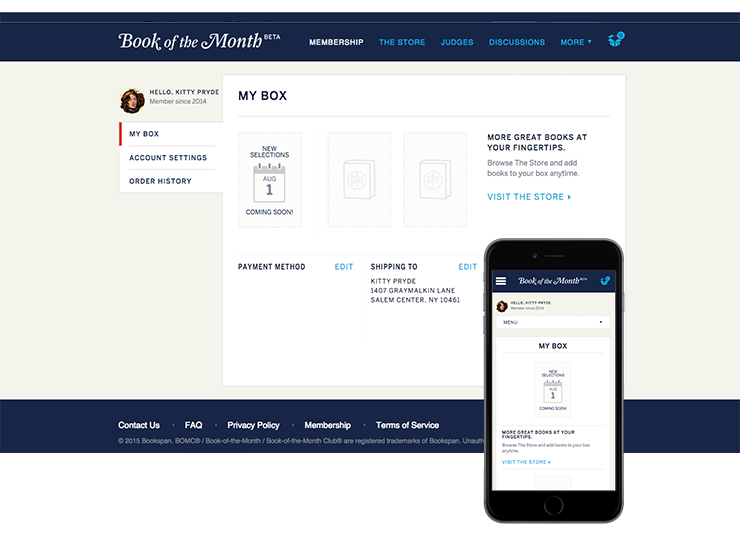 Book of the Month BETA
MEMBERSHIP THE STORE JUDGES DISCUSSIONS MORE
0
HELLO, KITTY PRYDE
Member since 2014
MY BOX
ACCOUNT SETTINGS
ORDER HISTORY
MY BOX
NEW
SELECTIONS
AUG
1
COMING SOON!
MORE GREAT BOOKS AT
YOUR FINGERTIPS.
Browse The Store and add
books to your box anytime.
VISIT THE STORE
PAYMENT METHOD EDIT
SHIPPING TO EDIT
KITTY PRYDE
1407 GRAYMALKIN LANE
SALEM CENTER, NY 10461
Contact Us · FAQ · Privacy Policy · Membership · Terms of Service
© 2015 Bookspan. BOMC® / Book-of-the-Month / Book-of-the-Month Club® are registered trademarks of Bookspan. Unauth
Book of the Month BETA
HELLO, KITTY PRYDE
Member since 2014
MENU
MY BOX
NEW
SELECTIONS
AUG
1
COMING SOON!
MORE GREAT BOOKS AT YOUR
FINGERTIPS.
Browse The Store and add books to your box
anytime.
VISIT THE STORE